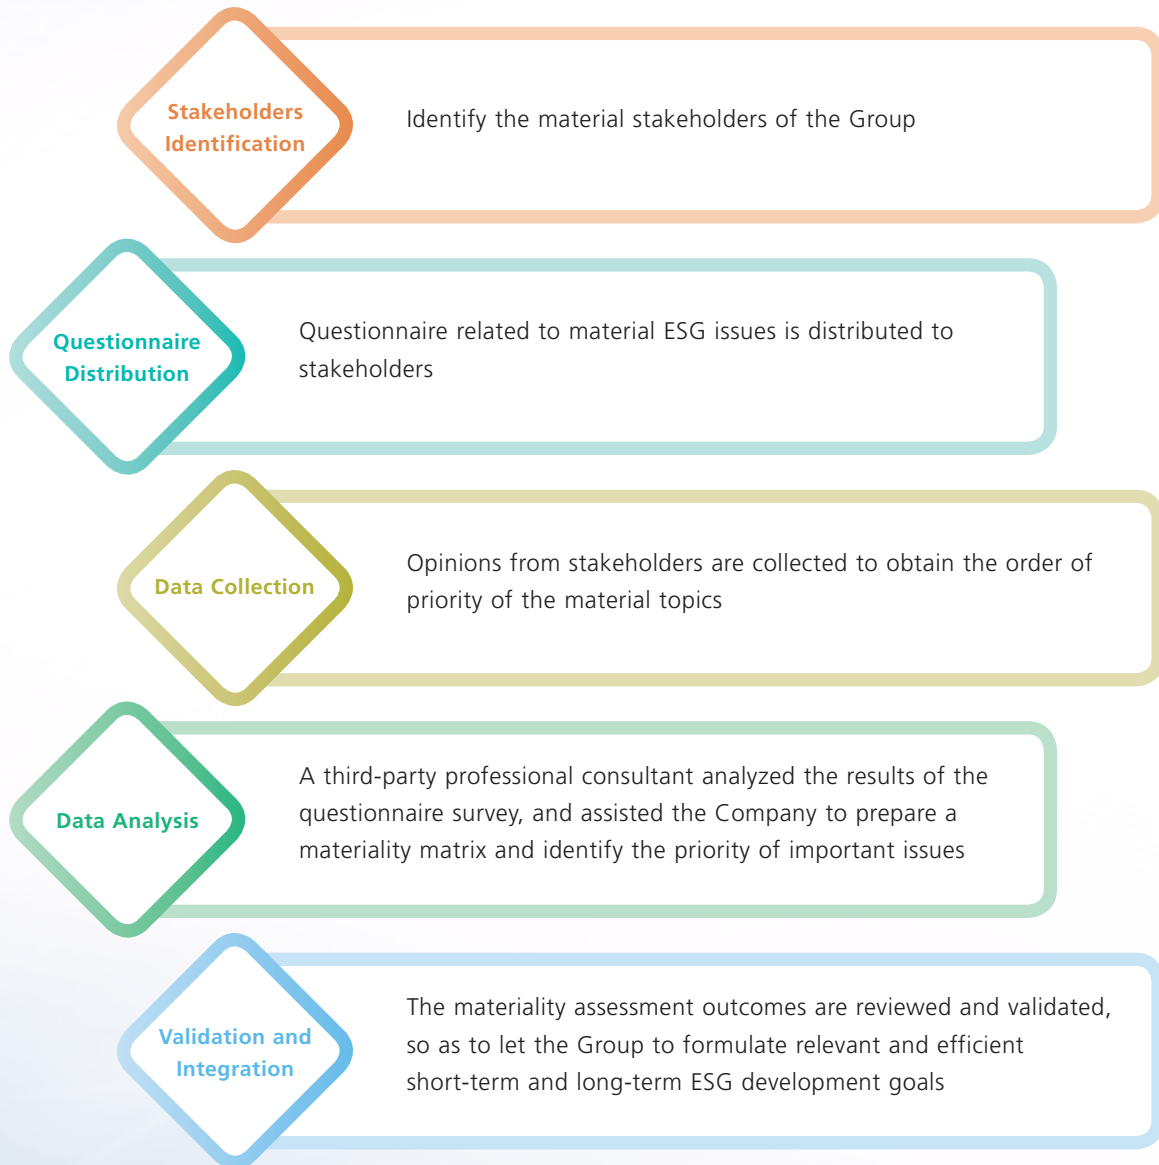 Stakeholders
Identification
Identify the material stakeholders of the Group
Questionnaire
Distribution
Questionnaire related to material ESG issues is distributed to
stakeholders
Data Collection
Opinions from stakeholders are collected to obtain the order of
priority of the material topics
Data Analysis
A third-party professional consultant analyzed the results of the
questionnaire survey, and assisted the Company to prepare a
materiality matrix and identify the priority of important issues
Validation and
Integration
The materiality assessment outcomes are reviewed and validated,
so as to let the Group to formulate relevant and efficient
short-term and long-term ESG development goals